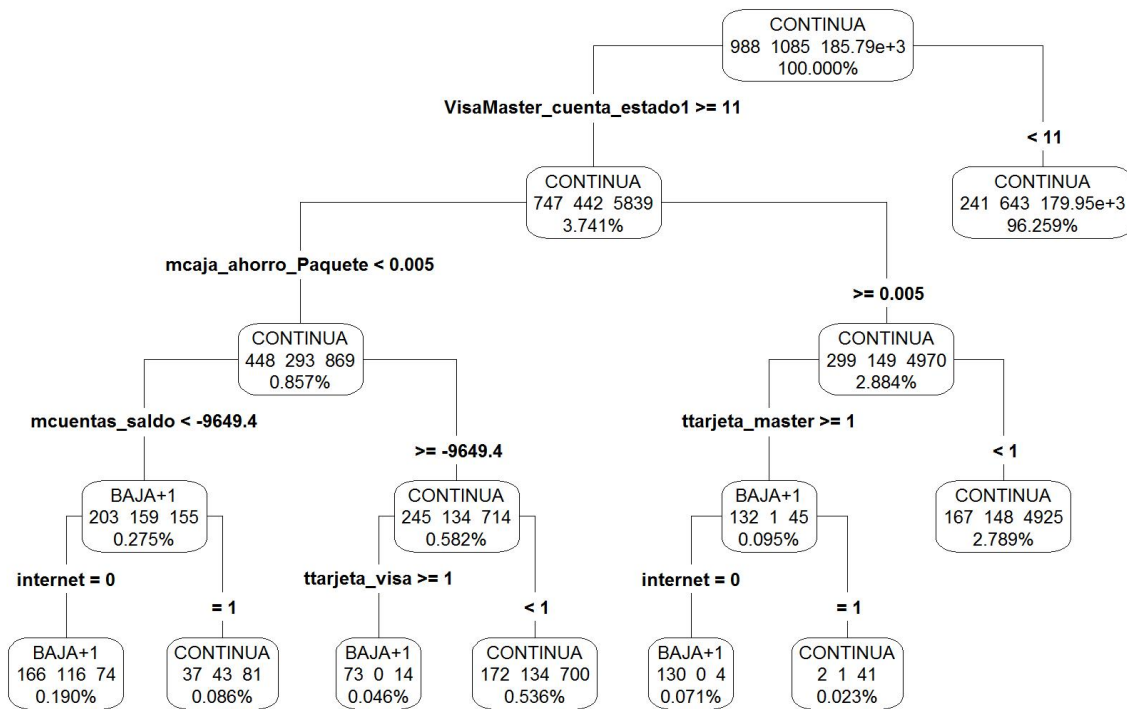 CONTINUA
988 1085 185.79e+3
100.000%
VisaMaster_cuenta_estado1 >= 11
< 11
CONTINUA
747 442 5839
3.741%
CONTINUA
241 643 179.95e+3
96.259%
mcaja_ahorro_Paquete < 0.005
>= 0.005
CONTINUA
448 293 869
0.857%
CONTINUA
299 149 4970
2.884%
mcuentas_saldo < -9649.4
>= -9649.4
ttarjeta_master >= 1
< 1
BAJA+1
203 159 155
0.275%
CONTINUA
245 134 714
0.582%
BAJA+1
132 1 45
0.095%
CONTINUA
167 148 4925
2.789%
internet = 0
= 1
ttarjeta_visa >= 1
< 1
internet = 0
= 1
BAJA+1
166 116 74
0.190%
CONTINUA
37 43 81
0.086%
BAJA+1
73 0 14
0.046%
CONTINUA
172 134 700
0.536%
BAJA+1
130 0 4
0.071%
CONTINUA
2 1 41
0.023%